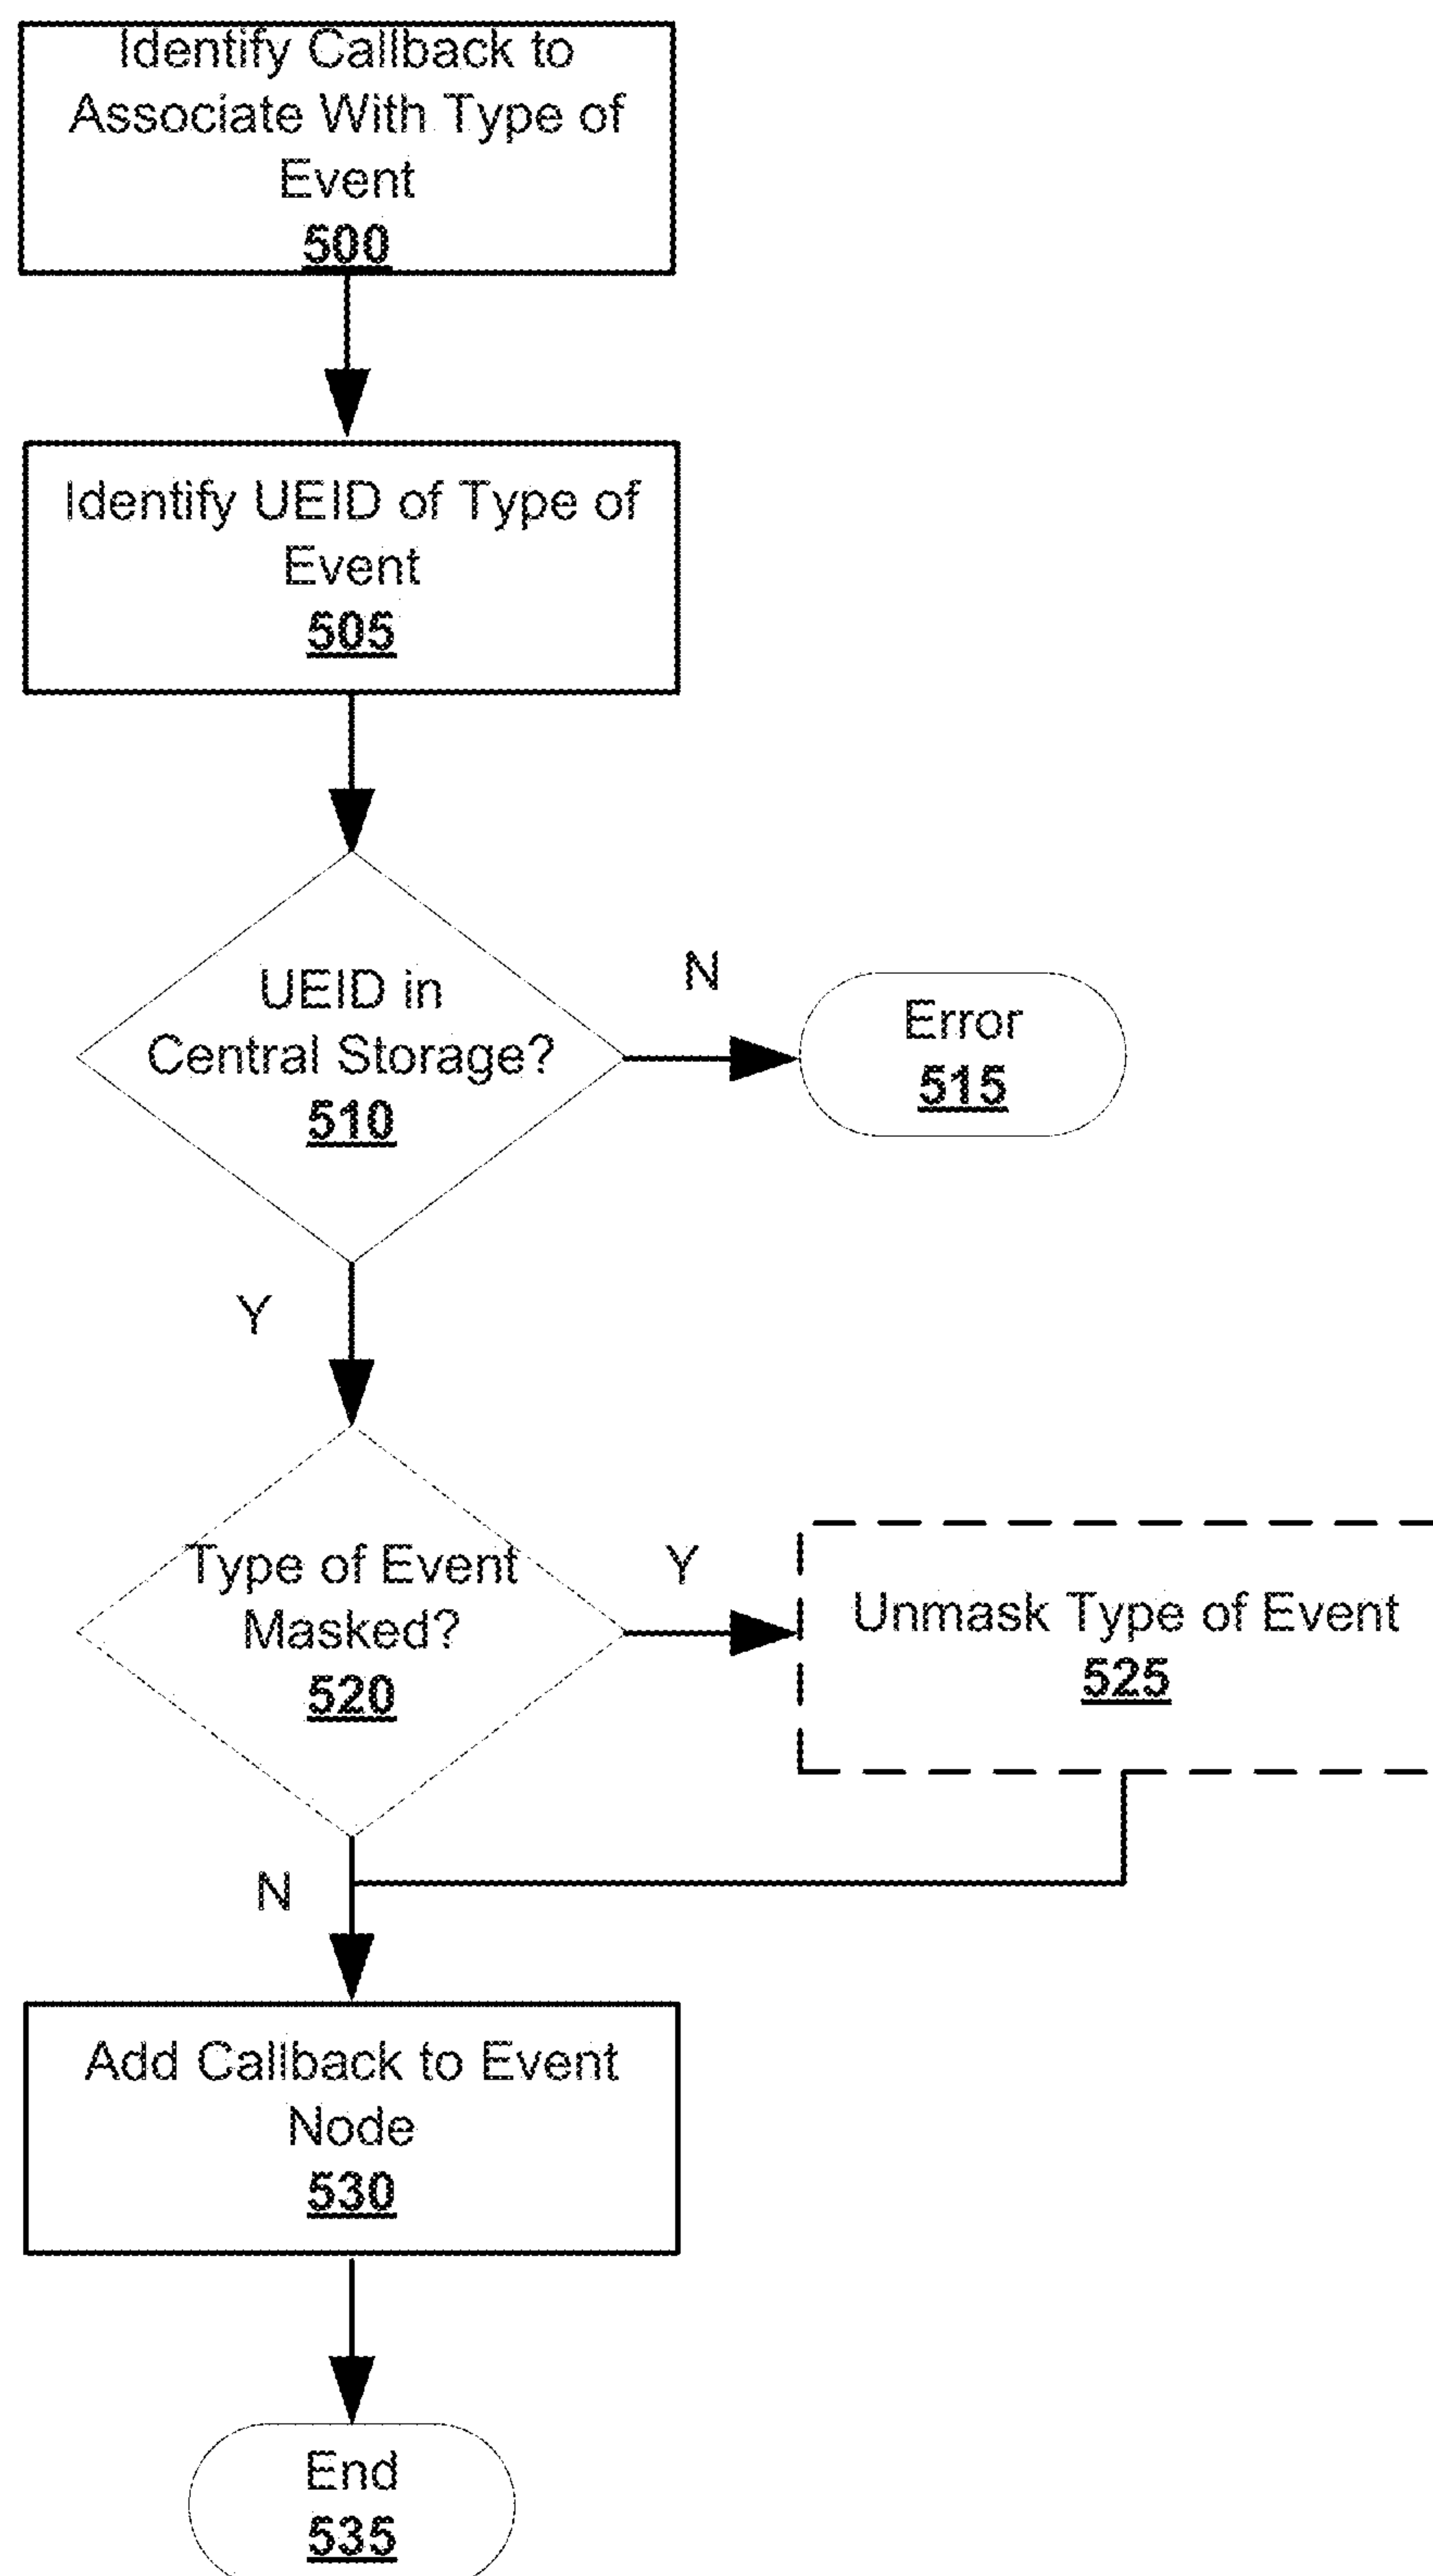 Identify Callback to
Associate With Type of
Event
500
Identify UEID of Type of
Event
505
UEID in
Central Storage?
510
N
Error
515
Y
Type of Event
Masked?
520
Y
Unmask Type of Event
525
N
Add Callback to Event
Node
530
End
535